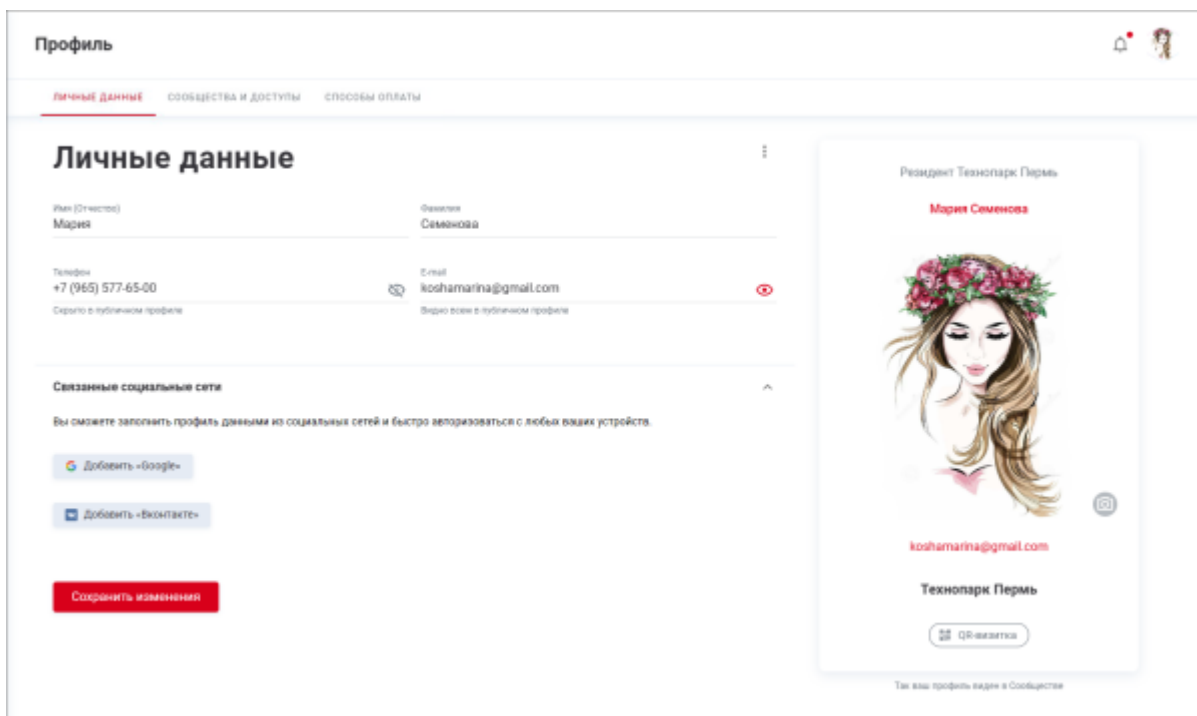 Профиль
ЛИЧНЫЕ ДАННЫЕ СООБЩЕСТВА И ДОСТУПЫ СПОСОБЫ ОПЛАТЫ
Личные данные
Имя (Отчество) Фамилия
Мария Семенова
Телефон E-mail
+7 (965) 577-65-00 koshamarina@gmail.com
Скрыто в публичном профиле Видно всем в публичном профиле
Связанные социальные сети
Вы сможете заполнить профиль данными из социальных сетей и быстро авторизоваться с любых ваших устройств.
Добавить «Google»
Добавить «Вконтакте»
Сохранить изменения
Резидент Технопарк Пермь
Мария Семенова
koshamarina@gmail.com
Технопарк Пермь
QR-визитка
Так ваш профиль виден в Сообществе